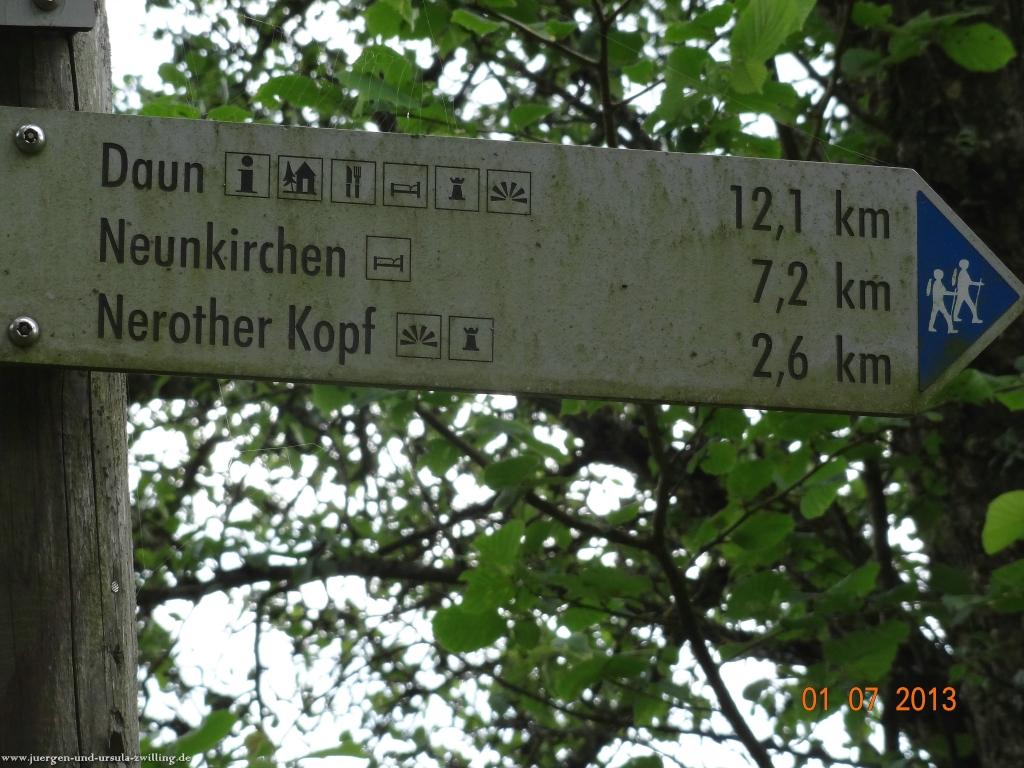 Daun 12,1 km
Neunkirchen 7,2 km
Nerother Kopf 2,6 km
01 07 2013
www.juergen-und-ursula-zwilling.de